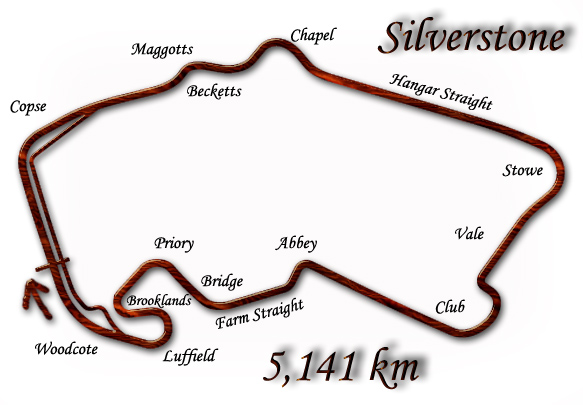 Silverstone
Chapel
Maggotts
Becketts
Hangar Straight
Copse
Stowe
Vale
Priory
Abbey
Bridge
Brooklands
Farm Straight
Club
Woodcote
Luffield
5,141 km